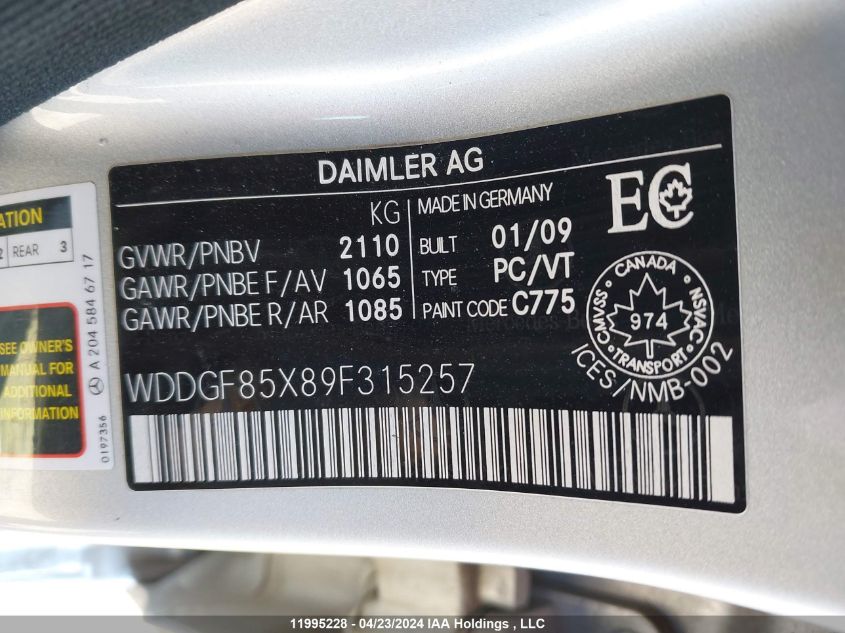 DAIMLER AG
KG
GVWR/PNBV 2110
GAWR/PNBE F/AV 1065
GAWR/PNBE R/AR 1085
MADE IN GERMANY
BUILT 01/09
TYPE PC/VT
PAINT CODE C775
EC
CANADA
CMVSS 974 NSVAC
TRANSPORT
ICES/NMB-002
WDDGF85X89F315257
ATION
2 REAR 3
SEE OWNER'S
MANUAL FOR
ADDITIONAL
INFORMATION
A 204 584 67 17
0197356
11995228 - 04/23/2024 IAA Holdings, LLC